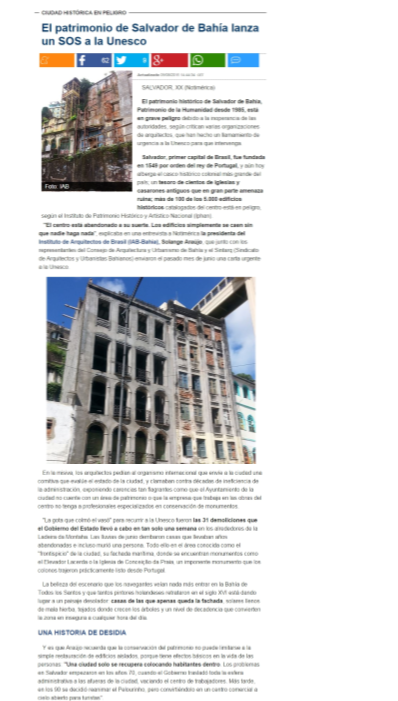 CIUDAD HISTÓRICA EN PELIGRO
El patrimonio de Salvador de Bahía lanza
un SOS a la Unesco
62
SALVADOR, XX (Notimérica)
El patrimonio histórico de Salvador de Bahía,
Patrimonio de la Humanidad desde 1985, está
en grave peligro debido a la inoperancia de las
autoridades, según critican varias organizaciones
de arquitectos, que han hecho un llamamiento de
urgencia a la Unesco para que intervenga.
Salvador, primer capital de Brasil, fue fundada
en 1549 por orden del rey de Portugal, y aún hoy
alberga el casco histórico colonial más grande del
país, un tesoro de cientos de iglesias y
casarones antiguos que en gran parte amenaza
ruina; más de 100 de los 5.000 edificios
históricos catalogados del centro está en peligro,
Foto: IAB
según el Instituto de Patrimonio Histórico y Artístico Nacional (Iphan).
"El centro está abandonado a su suerte. Los edificios simplemente se caen sin
que nadie haga nada", explicaba en una entrevista a Notimérica la presidenta del
Instituto de Arquitectos de Brasil (IAB-Bahía), Solange Araújo, que junto con los
representantes del Consejo de Arquitectura y Urbanismo de Bahía y el Sindicato
de Arquitectos y Urbanistas Bahianos) enviaron el pasado mes de junio una carta urgente
a la Unesco.
En la misiva, los arquitectos pedían al organismo internacional que envíe a la ciudad una
comitiva que evalúe el estado de la ciudad, y clamaban contra décadas de ineficiencia de
la administración, exponiendo carencias tan flagrantes como que el Ayuntamiento de la
ciudad no cuenta con un área de patrimonio o que la empresa que trabaja en las obras del
centro no tenga a profesionales especializados en conservación de monumentos.
"La gota que colmó el vaso" para recurrir a la Unesco fueron las 31 demoliciones que
el Gobierno del Estado llevó a cabo en tan solo una semana en los alrededores de la
Ladeira da Montanha. Las lluvias de junio derribaron casas que llevaban años
abandonadas e incluso murió una persona. Todo ello en el área conocida como el
"frontispicio" de la ciudad, su fachada marítima, donde se encuentran monumentos como
el Elevador Lacerda o la Iglesia de Conceição da Praia, un imponente monumento que los
colonos trajeron prácticamente listo desde Portugal.
La belleza del escenario que los navegantes veían nada más entrar en la Bahía de
Todos los Santos y que tantos pintores holandeses retrataron en el siglo XVI está dando
lugar a un paisaje desolador: casas de las que apenas queda la fachada, solares llenos
de mala hierba, tejados donde crecen los árboles y un nivel de decadencia que convierten
la zona en insegura a cualquier hora del día.
UNA HISTORIA DE DESIDIA
Y es que Araújo recuerda que la conservación del patrimonio no puede limitarse a la
simple restauración de edificios aislados, porque tiene efectos básicos en la vida de las
personas. "Una ciudad solo se recupera colocando habitantes dentro. Los problemas
en Salvador empezaron en los años 70, cuando el Gobierno trasladó toda la esfera
administrativa a las afueras de la ciudad, vaciando el centro de trabajadores. Más tarde,
en los 90 se decidió reanimar el Pelourinho, pero convirtiéndolo en un centro comercial a
cielo abierto para turistas"